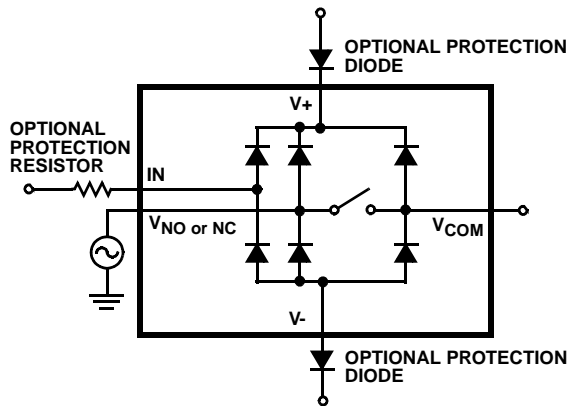 OPTIONAL PROTECTION
DIODE
V+
OPTIONAL
PROTECTION
RESISTOR
IN
VNO or NC
VCOM
V-
OPTIONAL PROTECTION
DIODE